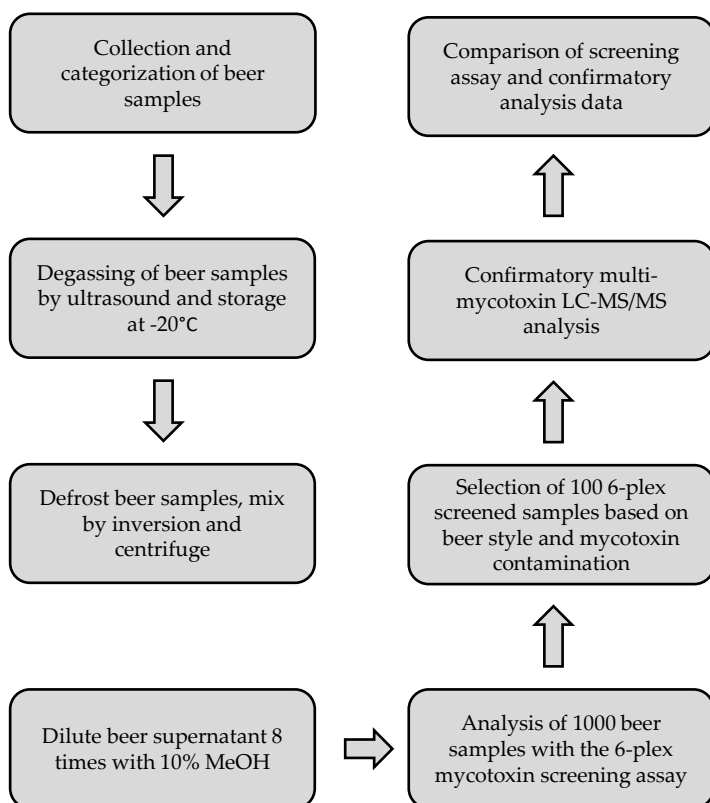 Collection and
categorization of beer
samples
Degassing of beer samples
by ultrasound and storage
at -20°C
Defrost beer samples, mix
by inversion and
centrifuge
Dilute beer supernatant 8
times with 10% MeOH
Analysis of 1000 beer
samples with the 6-plex
mycotoxin screening assay
Selection of 100 6-plex
screened samples based on
beer style and mycotoxin
contamination
Confirmatory multi-
mycotoxin LC-MS/MS
analysis
Comparison of screening
assay and confirmatory
analysis data